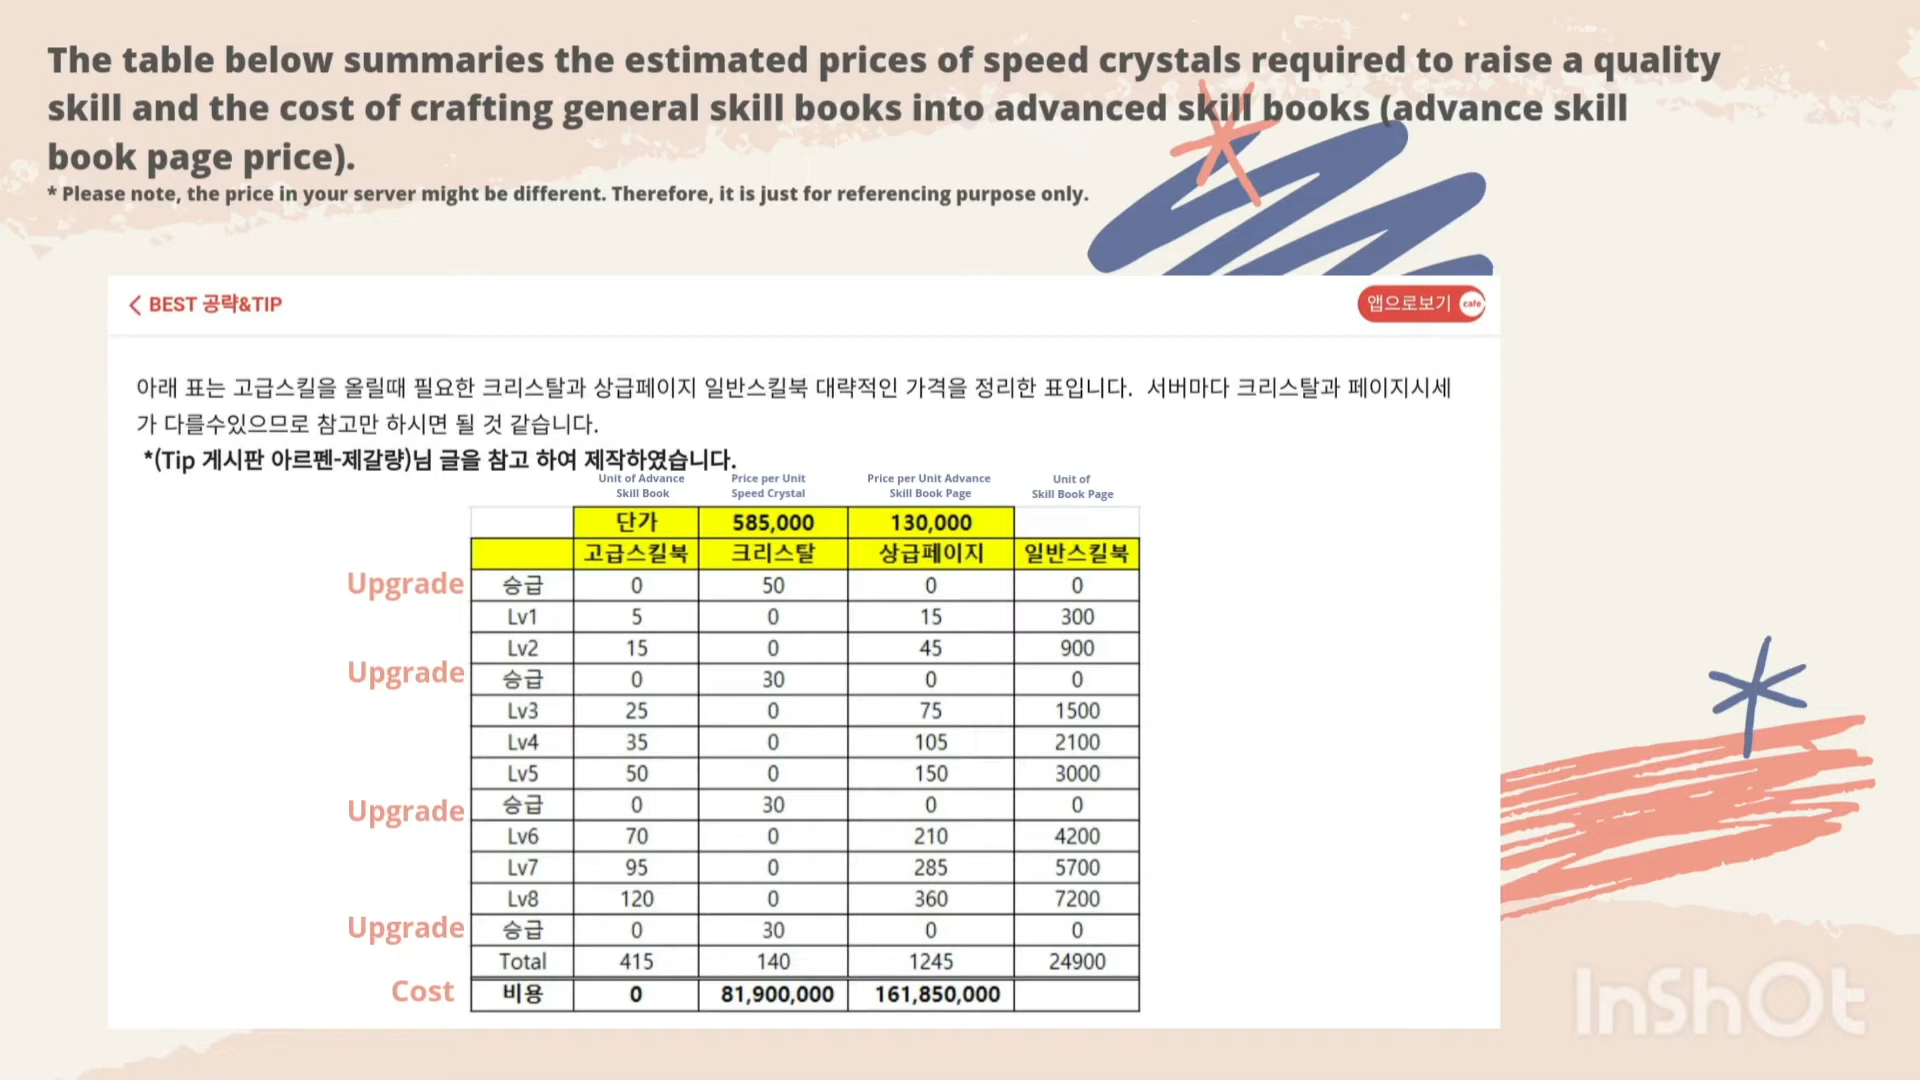 The table below summaries the estimated prices of speed crystals required to raise a quality
skill and the cost of crafting general skill books into advanced skill books (advance skill
book page price).
* Please note, the price in your server might be different. Therefore, it is just for referencing purpose only.
BEST 공략&TIP
앱으로보기 cafe
아래 표는 고급스킬을 올릴때 필요한 크리스탈과 상급페이지 일반스킬북 대략적인 가격을 정리한 표입니다. 서버마다 크리스탈과 페이지시세
가 다를수있으므로 참고만 하시면 될 것 같습니다.
*(Tip 게시판 아르펜-제갈량)님 글을 참고 하여 제작하였습니다.
Unit of Advance Price per Unit Price per Unit Advance Unit of
Skill Book Speed Crystal Skill Book Page Skill Book Page
단가 585,000 130,000
고급스킬북 크리스탈 상급페이지 일반스킬북
Upgrade 승급 0 50 0 0
Lv1 5 0 15 300
Lv2 15 0 45 900
Upgrade 승급 0 30 0 0
Lv3 25 0 75 1500
Lv4 35 0 105 2100
Lv5 50 0 150 3000
Upgrade 승급 0 30 0 0
Lv6 70 0 210 4200
Lv7 95 0 285 5700
Lv8 120 0 360 7200
Upgrade 승급 0 30 0 0
Total 415 140 1245 24900
Cost 비용 0 81,900,000 161,850,000
InShOt